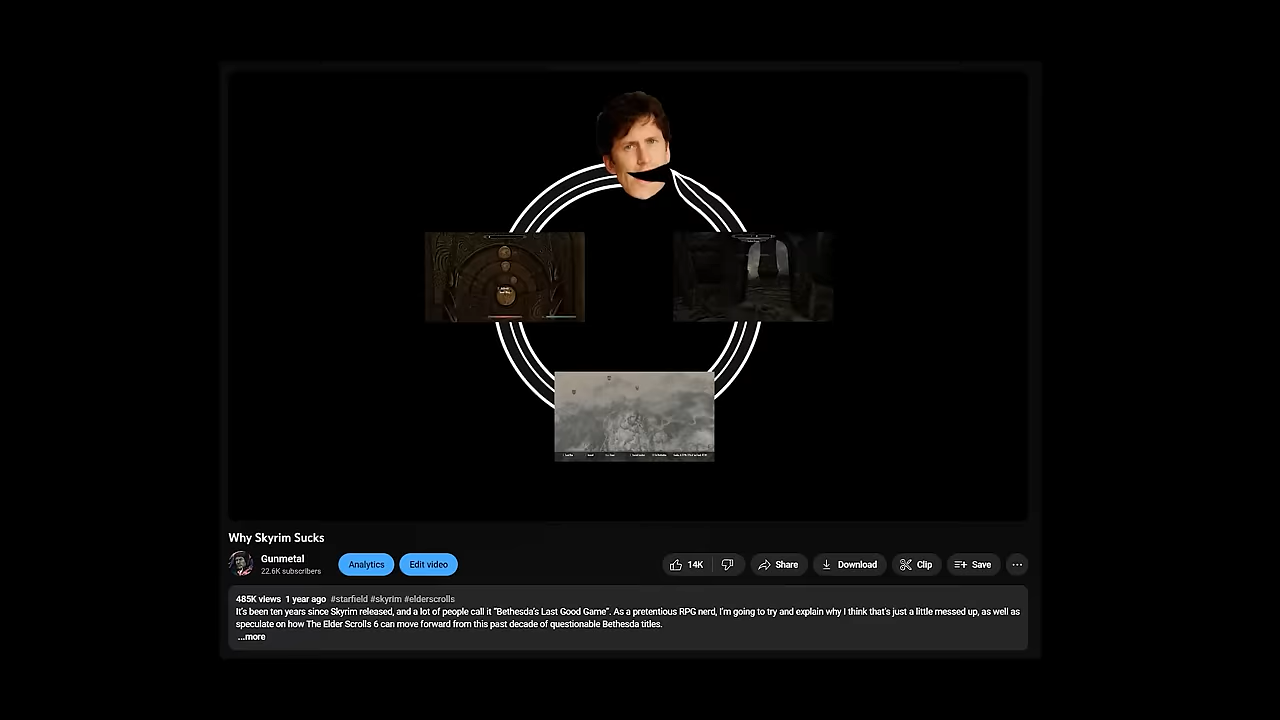 Why Skyrim Sucks
Gunmetal
22.6K subscribers
Analytics
Edit video
14K
Share
Download
Clip
Save
485K views 1 year ago #starfield #skyrim #elderscrolls
It's been ten years since Skyrim released, and a lot of people call it "Bethesda's Last Good Game". As a pretentious RPG nerd, I'm going to try and explain why I think that's just a little messed up, as well as
speculate on how The Elder Scrolls 6 can move forward from this past decade of questionable Bethesda titles.
...more